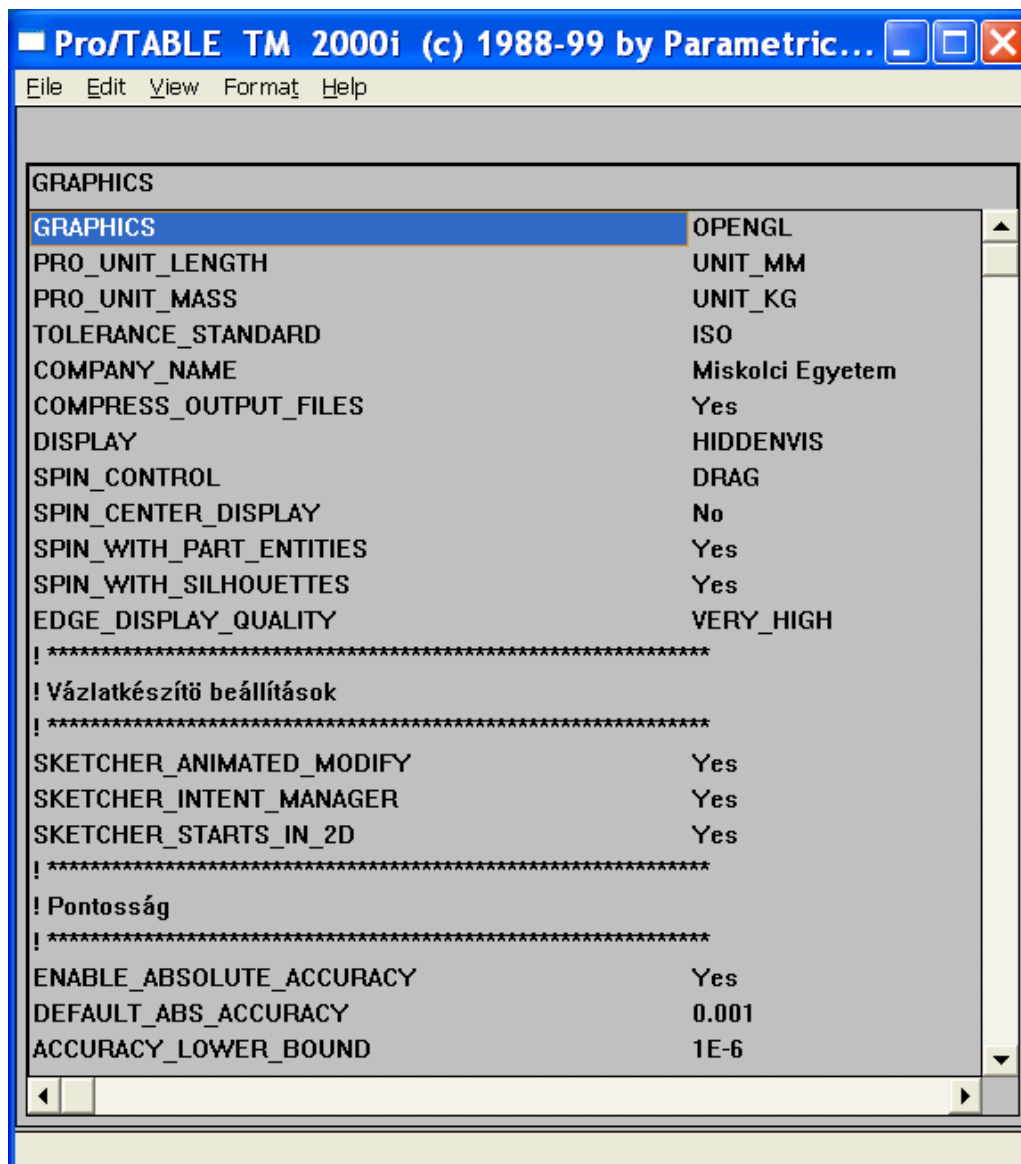 Pro/TABLE TM 2000i (c) 1988-99 by Parametric...
File Edit View Format Help
GRAPHICS
GRAPHICS OPENGL
PRO_UNIT_LENGTH UNIT_MM
PRO_UNIT_MASS UNIT_KG
TOLERANCE_STANDARD ISO
COMPANY_NAME Miskolci Egyetem
COMPRESS_OUTPUT_FILES Yes
DISPLAY HIDDENVIS
SPIN_CONTROL DRAG
SPIN_CENTER_DISPLAY No
SPIN_WITH_PART_ENTITIES Yes
SPIN_WITH_SILHOUETTES Yes
EDGE_DISPLAY_QUALITY VERY_HIGH
! *************************************************************
! Vázlatkészítö beállítások
! *************************************************************
SKETCHER_ANIMATED_MODIFY Yes
SKETCHER_INTENT_MANAGER Yes
SKETCHER_STARTS_IN_2D Yes
! *************************************************************
! Pontosság
! *************************************************************
ENABLE_ABSOLUTE_ACCURACY Yes
DEFAULT_ABS_ACCURACY 0.001
ACCURACY_LOWER_BOUND 1E-6